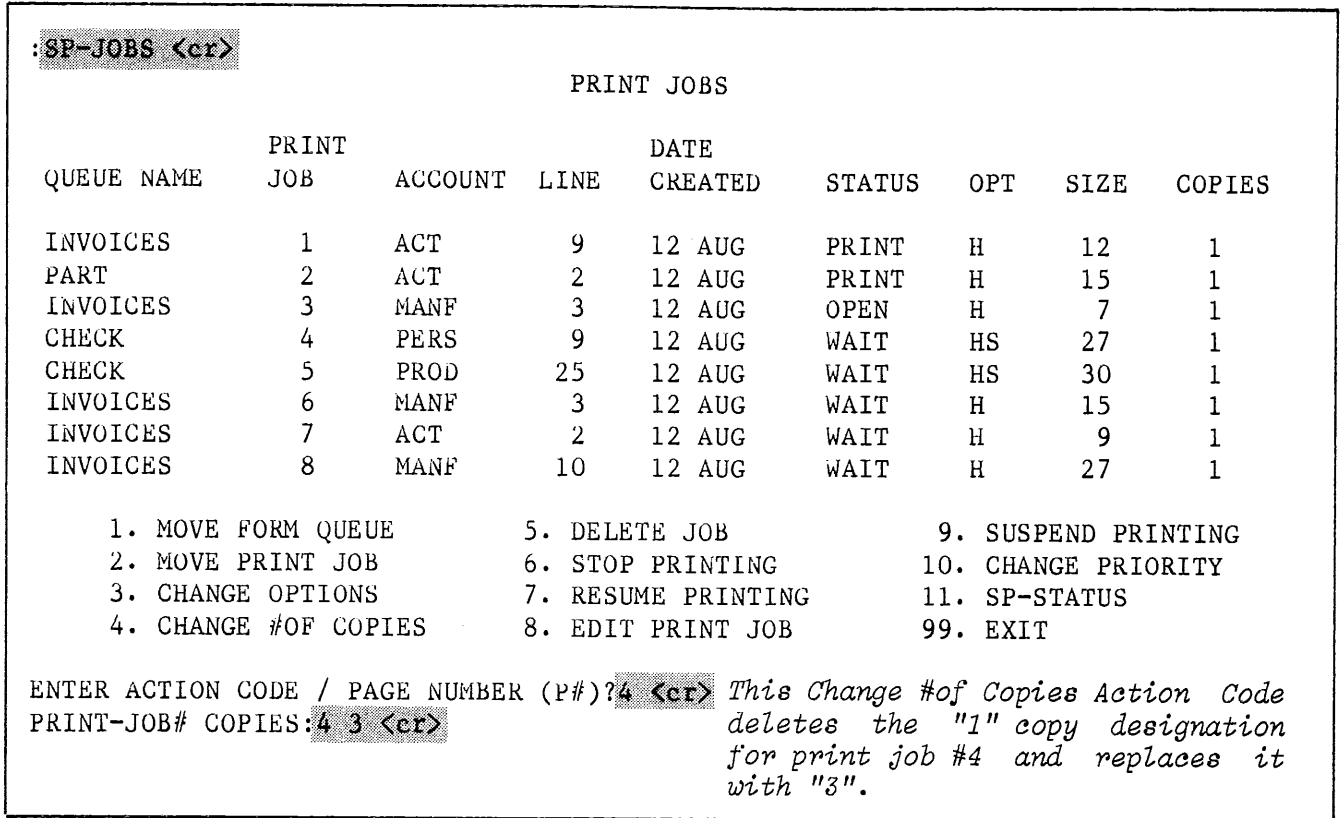 :SP-JOBS <cr>
PRINT JOBS
PRINT DATE
QUEUE NAME JOB ACCOUNT LINE CREATED STATUS OPT SIZE COPIES
INVOICES 1 ACT 9 12 AUG PRINT H 12 1
PART 2 ACT 2 12 AUG PRINT H 15 1
INVOICES 3 MANF 3 12 AUG OPEN H 7 1
CHECK 4 PERS 9 12 AUG WAIT HS 27 1
CHECK 5 PROD 25 12 AUG WAIT HS 30 1
INVOICES 6 MANF 3 12 AUG WAIT H 15 1
INVOICES 7 ACT 2 12 AUG WAIT H 9 1
INVOICES 8 MANF 10 12 AUG WAIT H 27 1
1. MOVE FORM QUEUE 5. DELETE JOB 9. SUSPEND PRINTING
2. MOVE PRINT JOB 6. STOP PRINTING 10. CHANGE PRIORITY
3. CHANGE OPTIONS 7. RESUME PRINTING 11. SP-STATUS
4. CHANGE #OF COPIES 8. EDIT PRINT JOB 99. EXIT
ENTER ACTION CODE / PAGE NUMBER (P#)?4 <cr> This Change #of Copies Action Code
PRINT-JOB# COPIES:4 3 <cr> deletes the "1" copy designation
for print job #4 and replaces it
with "3".